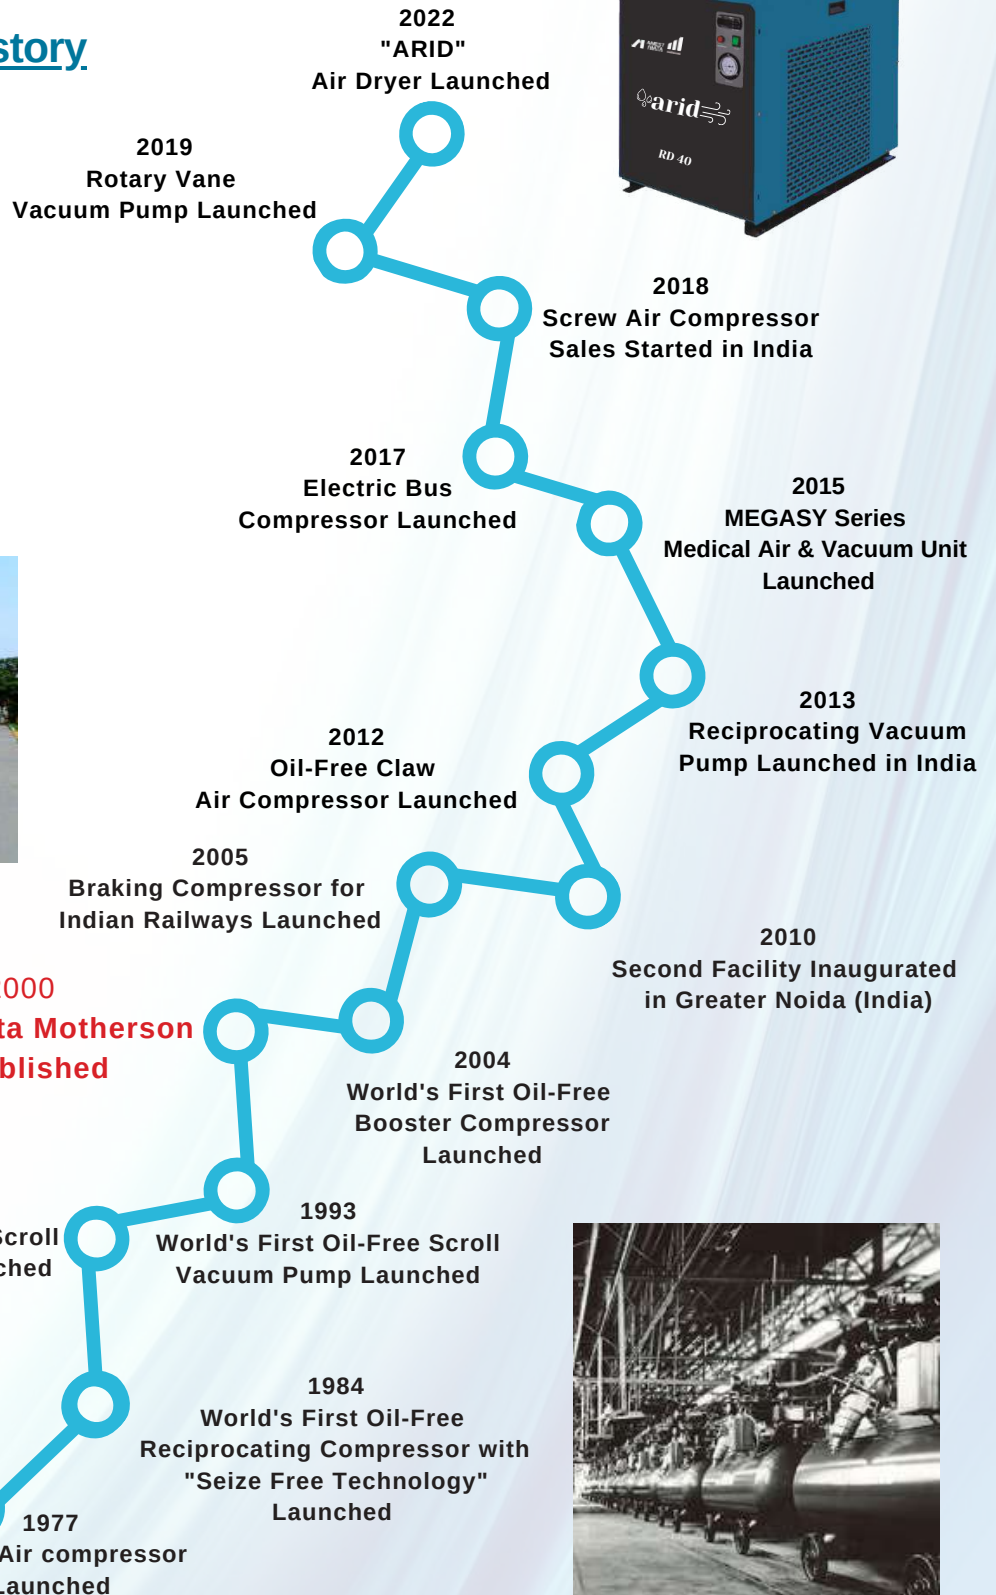 story
2022
"ARID"
Air Dryer Launched
arid
RD 40
2019
Rotary Vane
Vacuum Pump Launched
2018
Screw Air Compressor
Sales Started in India
2017
Electric Bus
Compressor Launched
2015
MEGASY Series
Medical Air & Vacuum Unit
Launched
2013
Reciprocating Vacuum
Pump Launched in India
2012
Oil-Free Claw
Air Compressor Launched
2005
Braking Compressor for
Indian Railways Launched
2010
Second Facility Inaugurated
in Greater Noida (India)
2000
ta Motherson
blished
2004
World's First Oil-Free
Booster Compressor
Launched
Scroll
ched
1993
World's First Oil-Free Scroll
Vacuum Pump Launched
1984
World's First Oil-Free
Reciprocating Compressor with
"Seize Free Technology"
Launched
1977
Air compressor
Launched